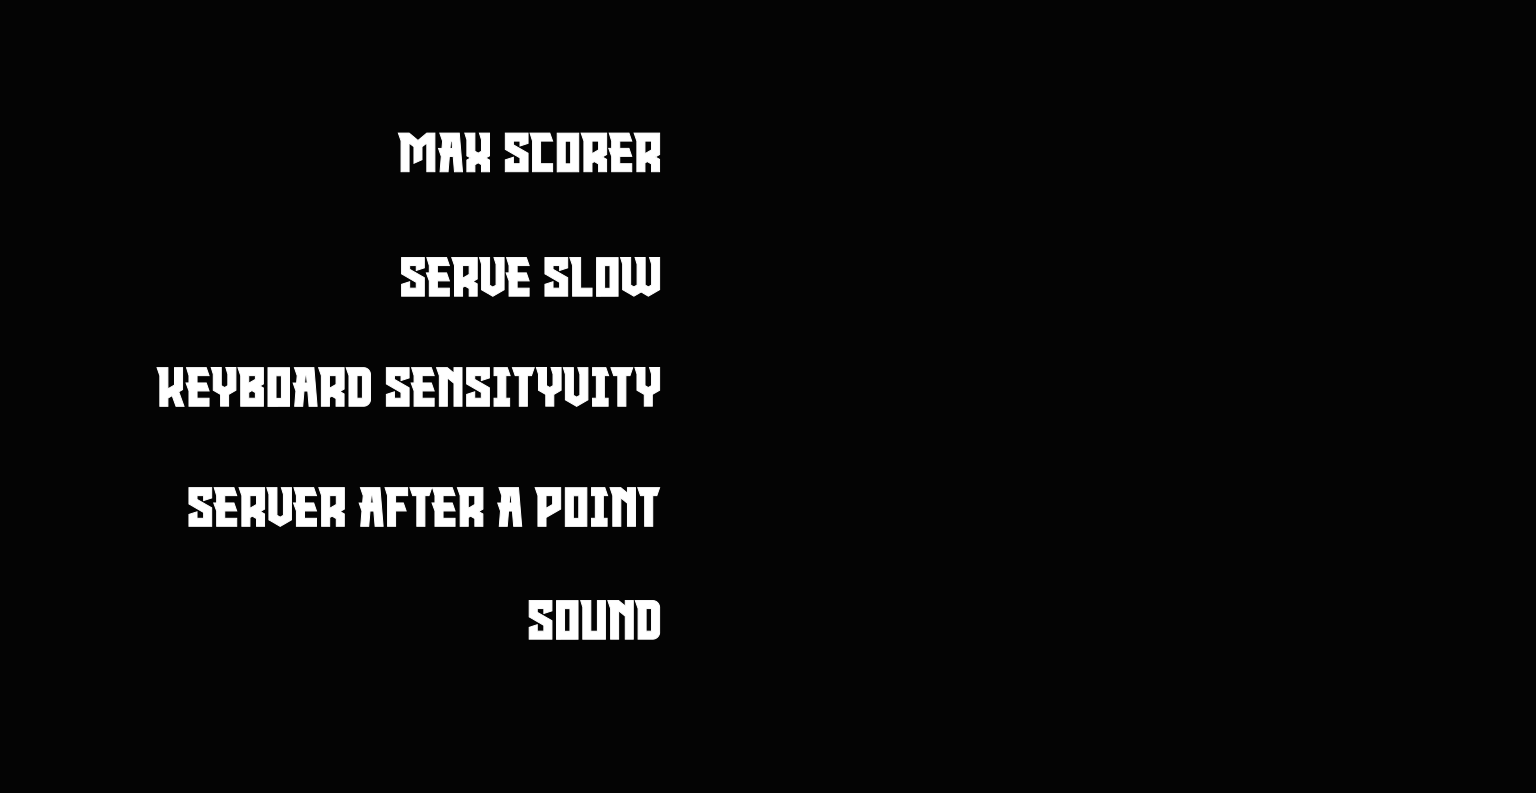 MAX SCORER
SERVE SLOW
KEYBOARD SENSITYVITY
SERVER AFTER A POINT
SOUND